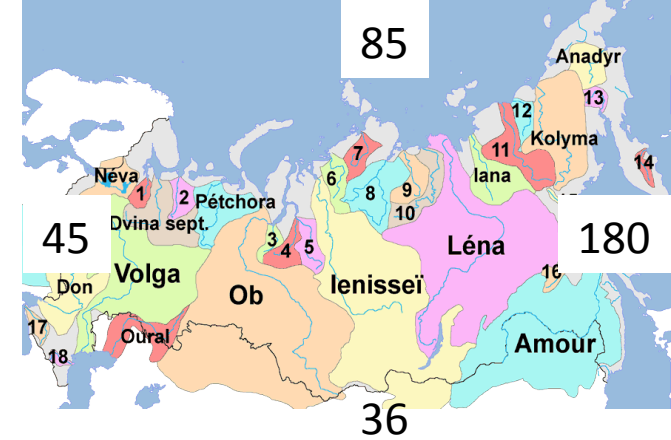 85
Anadyr
12
13
Kolyma
7
11
14
Néva
6
Iana
1
2
Pétchora
8
9
10
Dvina sept.
45
3
4
5
Léna
180
Volga
16
Don
Ob
Ienisseï
17
Oural
Amour
18
36